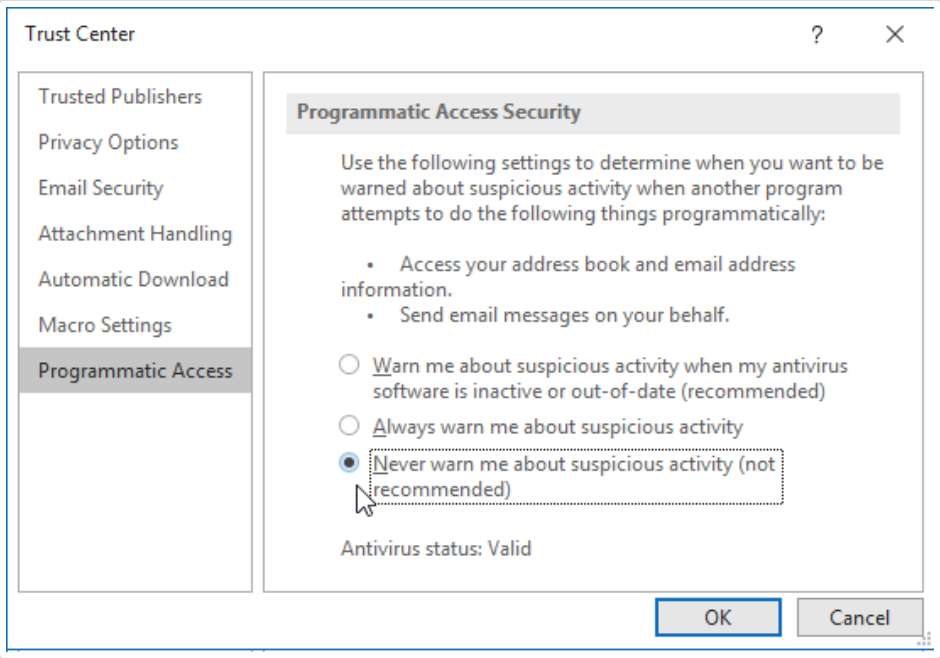 Trust Center
?
Trusted Publishers
Privacy Options
Email Security
Attachment Handling
Automatic Download
Macro Settings
Programmatic Access
Programmatic Access Security
Use the following settings to determine when you want to be
warned about suspicious activity when another program
attempts to do the following things programmatically:
• Access your address book and email address
information.
• Send email messages on your behalf.
Warn me about suspicious activity when my antivirus
software is inactive or out-of-date (recommended)
Always warn me about suspicious activity
Never warn me about suspicious activity (not
recommended)
Antivirus status: Valid
OK
Cancel